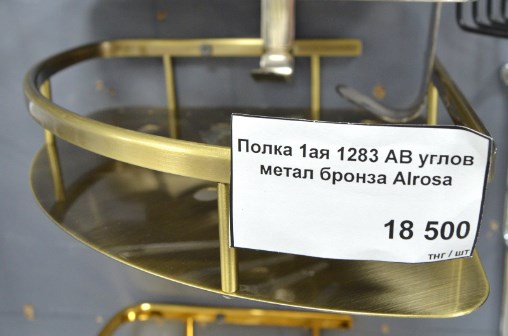 Полка 1ая 1283 АВ углов
метал бронза Alrosa
18 500
тнг / шт